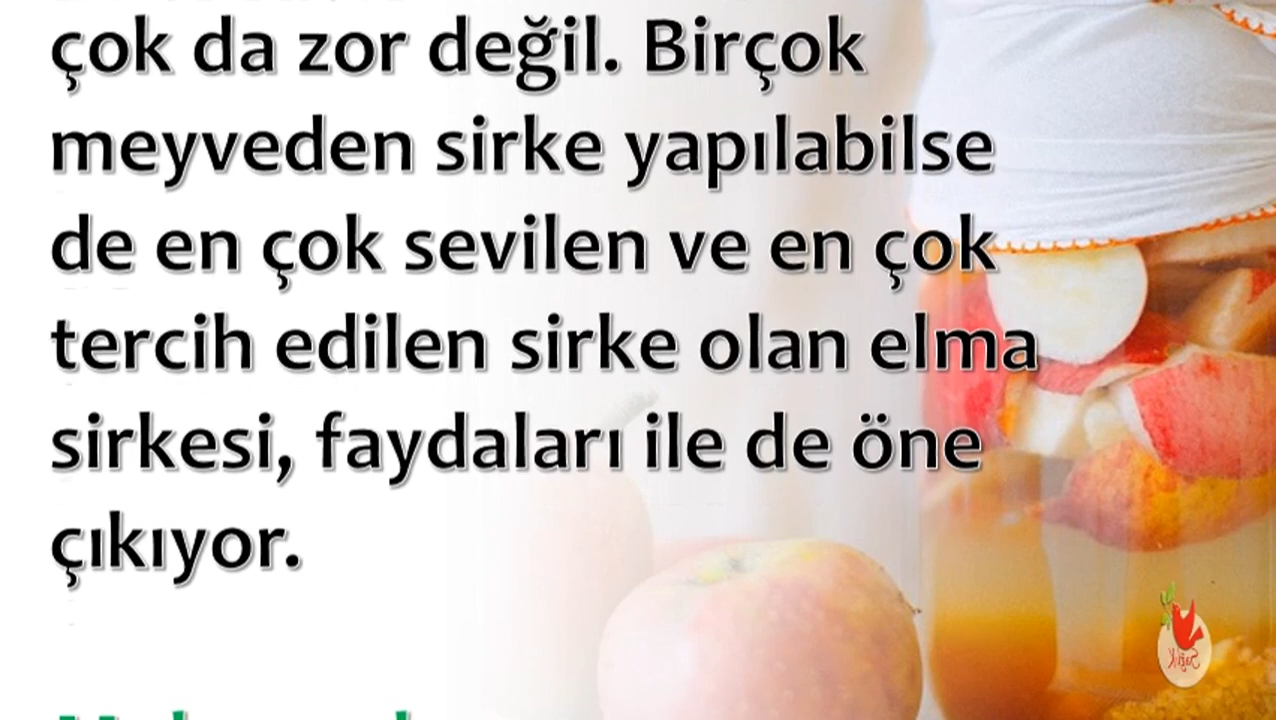 çok da zor değil. Birçok
meyveden sirke yapılabilse
de en çok sevilen ve en çok
tercih edilen sirke olan elma
sirkesi, faydaları ile de öne
çıkıyor.